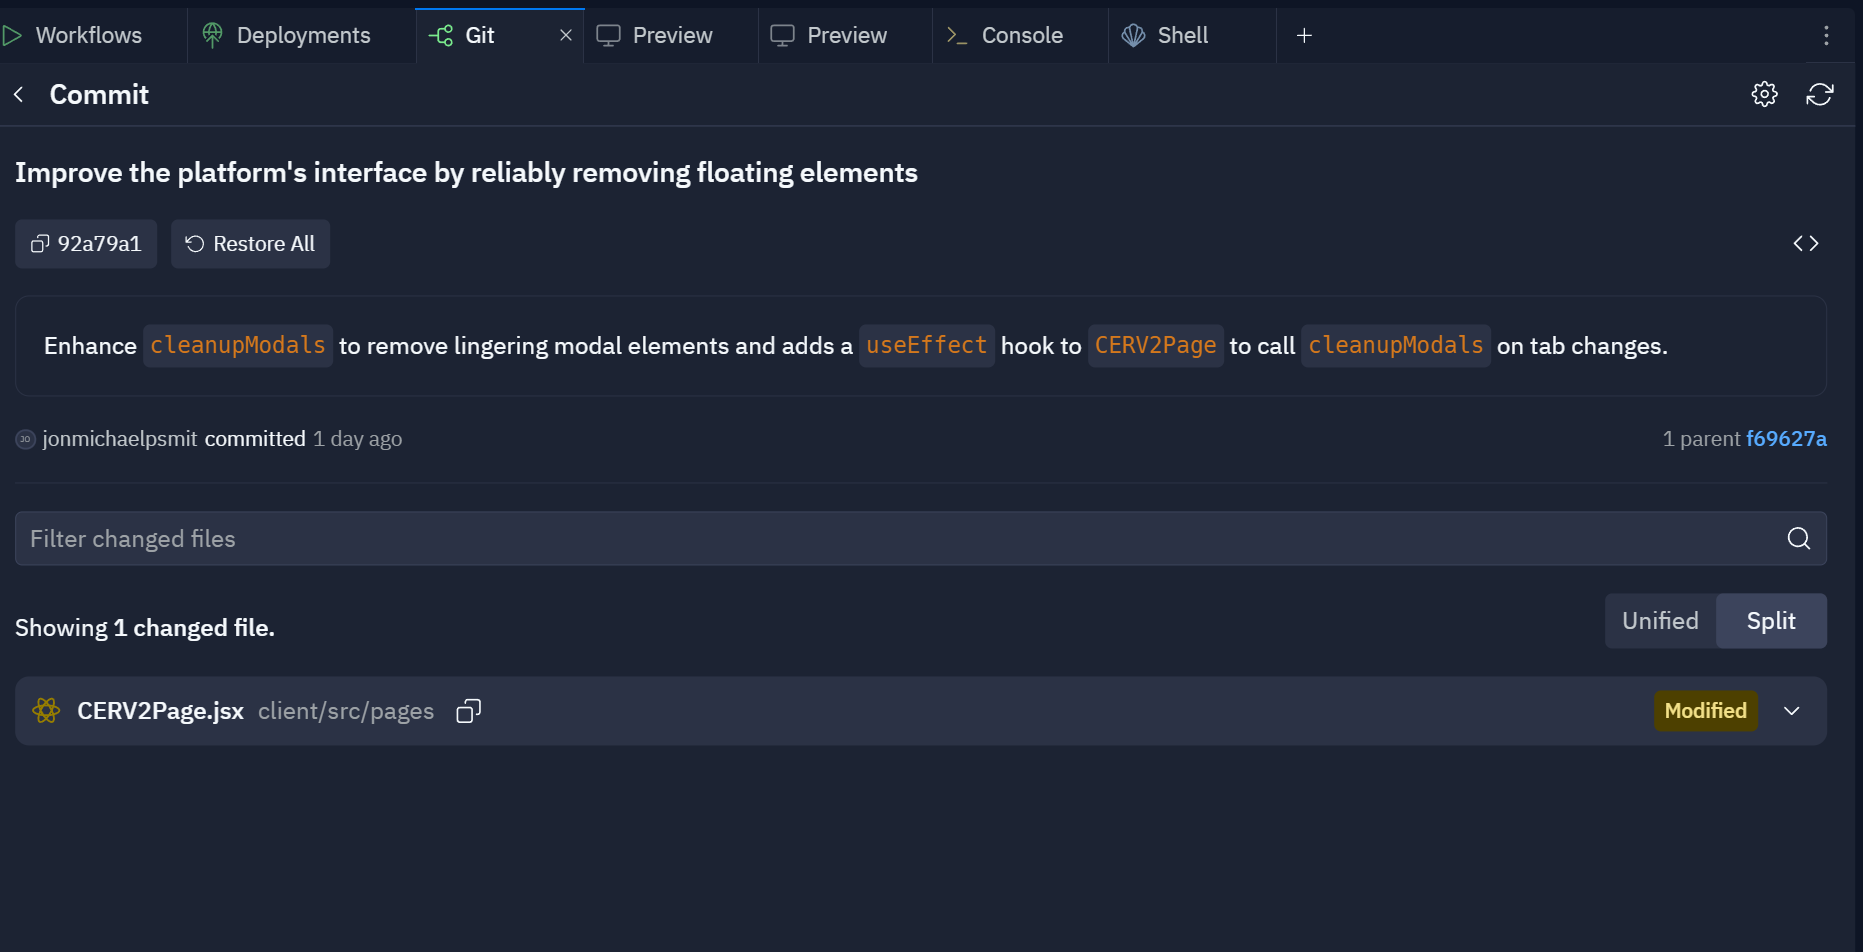 Workflows Deployments Git Preview Preview Console Shell
Commit
Improve the platform's interface by reliably removing floating elements
92a79a1 Restore All
Enhance cleanupModals to remove lingering modal elements and adds a useEffect hook to CERV2Page to call cleanupModals on tab changes.
JO jonmichaelpsmit committed 1 day ago 1 parent f69627a
Filter changed files
Showing 1 changed file. Unified Split
CERV2Page.jsx client/src/pages Modified